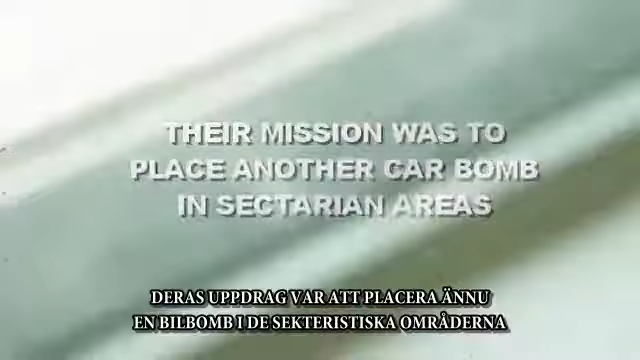 THEIR MISSION WAS TO
PLACE ANOTHER CAR BOMB
IN SECTARIAN AREAS
DERAS UPPDRAG VAR ATT PLACERA ÄNNU
EN BILBOMB I DE SEKTERISTISKA OMRÅDERNA